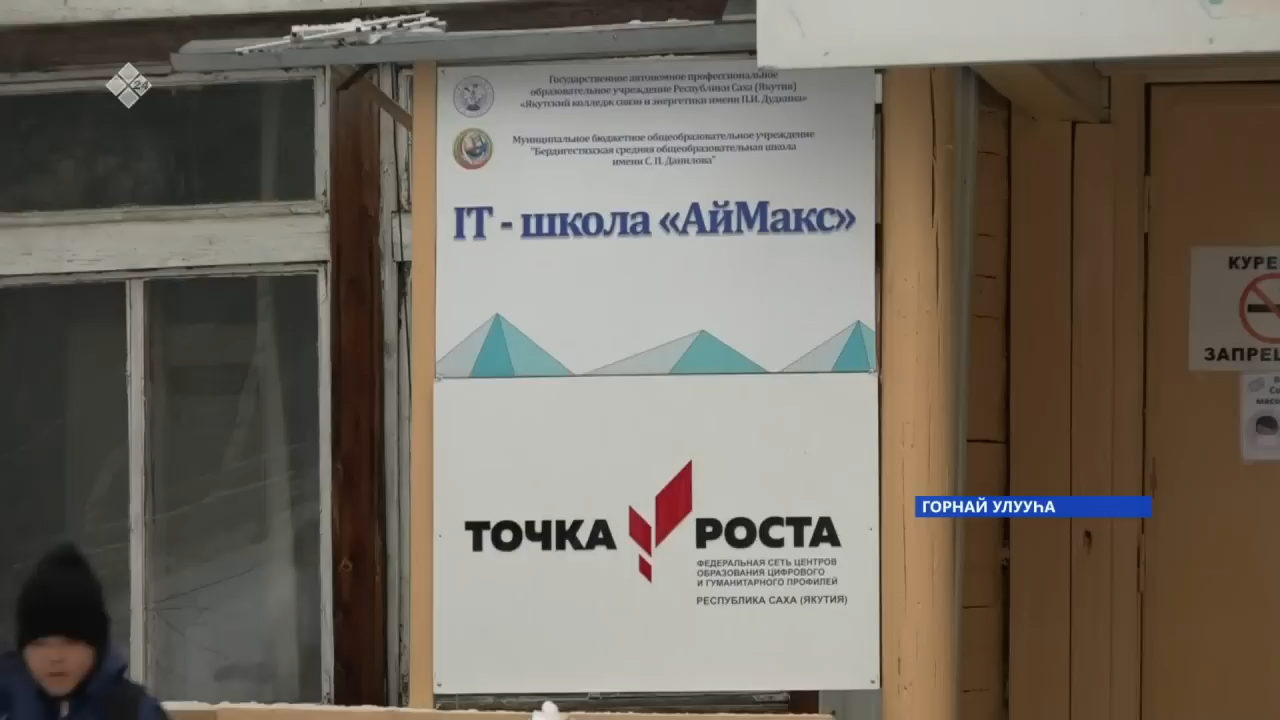 24
Государственное автономное профессиональное
образовательное учреждение Республики Саха (Якутия)
«Якутский колледж связи и энергетики имени П.И. Дудкина»
Муниципальное бюджетное общеобразовательное учреждение
"Бердигестяхская средняя общеобразовательная школа
имени С. П. Данилова"
IT - школа «АйМакс»
ТОЧКА РОСТА
ФЕДЕРАЛЬНАЯ СЕТЬ ЦЕНТРОВ
ОБРАЗОВАНИЯ ЦИФРОВОГО
И ГУМАНИТАРНОГО ПРОФИЛЕЙ
РЕСПУБЛИКА САХА (ЯКУТИЯ)
ГОРНАЙ УЛУУҺА
КУРЕ
ЗАПРЕЩ